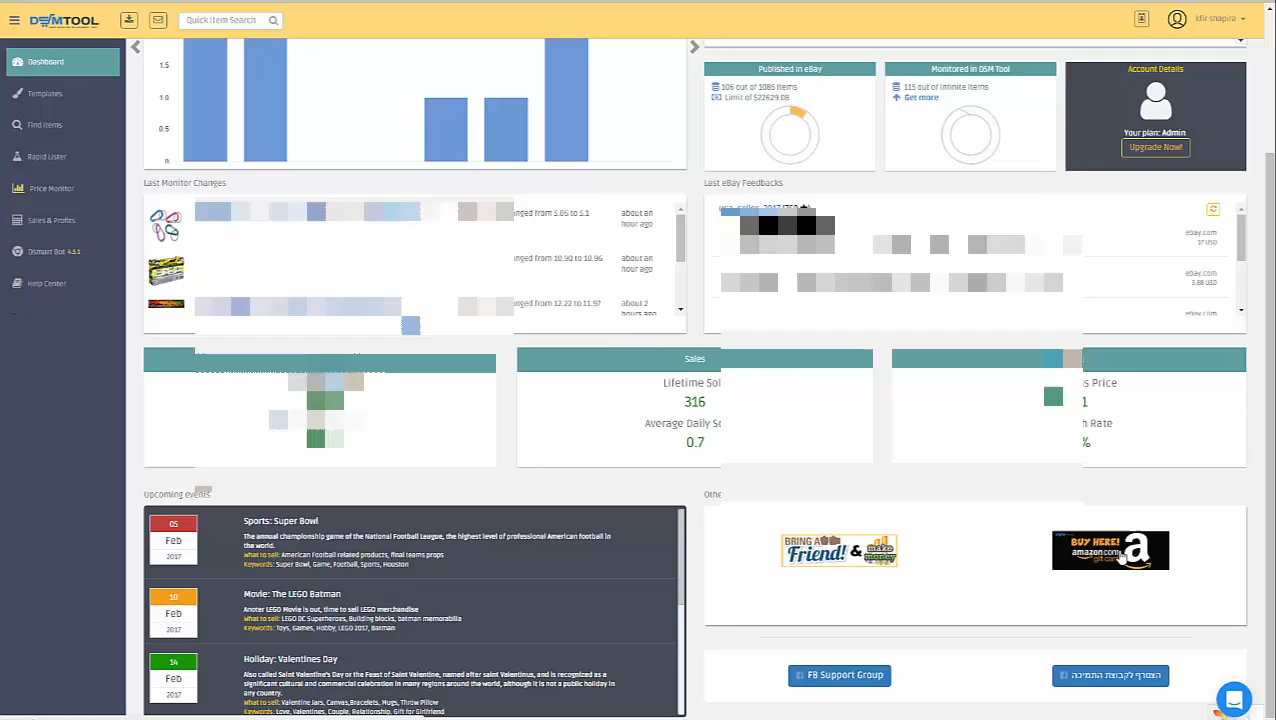 DSMTOOL
Quick Item Search
kfir shapira
Dashboard
Templates
Find Items
Rapid Lister
Price Monitor
Sales & Profits
Dsmart Bot 4.3.1
Help Center
1.5
1.0
0.5
0
Published in eBay
106 out of 1085 Items
Limit of $22629.08
Monitored in DSM Tool
115 out of Infinite Items
Get more
Account Details
Your plan: Admin
Upgrade Now!
Last Monitor Changes
anged from 5.06 to 5.1
about an hour ago
anged from 10.90 to 10.96
about an hour ago
anged from 12.22 to 11.97
about 2 hours ago
Last eBay Feedbacks
ebay.com
17 USD
ebay.com
3.88 USD
ebay.com
Sales
Lifetime Sol
316
Average Daily Se
0.7
s Price
1
h Rate
%
Upcoming events
05
Feb
2017
Sports: Super Bowl
The annual championship game of the National Football League, the highest level of professional American football in
the world.
What to sell: American Football related products, final teams props
Keywords: Super Bowl, Game, Football, Sports, Houston
10
Feb
2017
Movie: The LEGO Batman
Anoter LEGO Movie is out, time to sell LEGO merchandise
What to sell: LEGO DC Superheroes, Building blocks, batman memorabilia
Keywords: Toys, Games, Hobby, LEGO 2017, Batman
14
Feb
2017
Holiday: Valentines Day
Also called Saint Valentine's Day or the Feast of Saint Valentine, named after saint Valentinus, and is recognized as a
significant cultural and commercial celebration in many regions around the world, although it is not a public holiday in
any country.
What to sell: Valentine Jars, Canvas,Bracelets, Mugs, Throw Pillow
Keywords: Love, Valentines, Couple, Relationship, Gift for Girlfriend
Othe
BRING A
Friend! & make
money
BUY HERE!
amazon.com
gift card
FB Support Group
הצטרף לקבוצת התמיכה